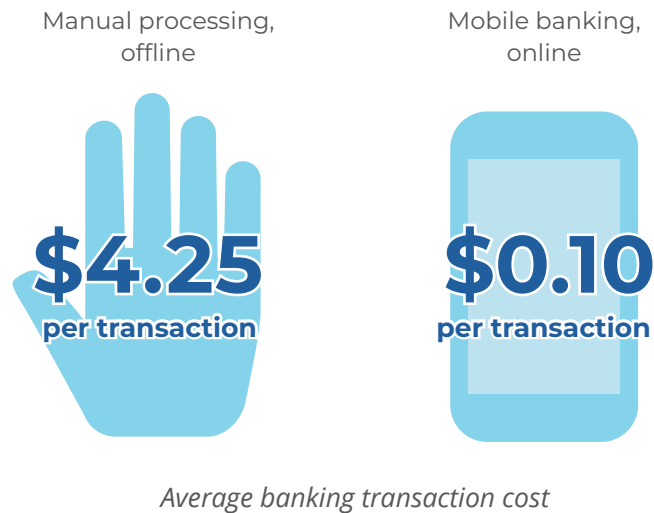 Manual processing,
offline
$4.25
per transaction
Mobile banking,
online
$0.10
per transaction
Average banking transaction cost